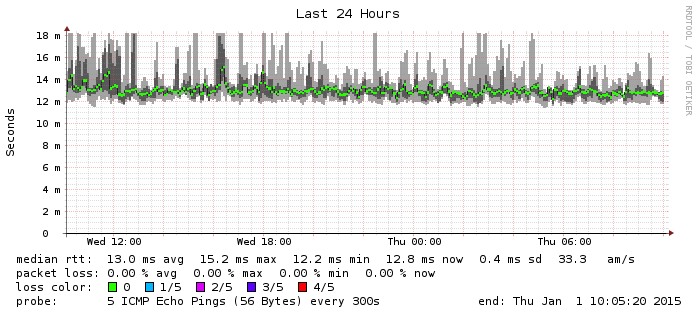 Last 24 Hours
RRDTOOL / TOBI OETIKER
Seconds
18 m
16 m
14 m
12 m
10 m
8 m
6 m
4 m
2 m
0
Wed 12:00 Wed 18:00 Thu 00:00 Thu 06:00
median rtt: 13.0 ms avg 15.2 ms max 12.2 ms min 12.8 ms now 0.4 ms sd 33.3 am/s
packet loss: 0.00 % avg 0.00 % max 0.00 % min 0.00 % now
loss color: 0 1/5 2/5 3/5 4/5
probe: 5 ICMP Echo Pings (56 Bytes) every 300s end: Thu Jan 1 10:05:20 2015